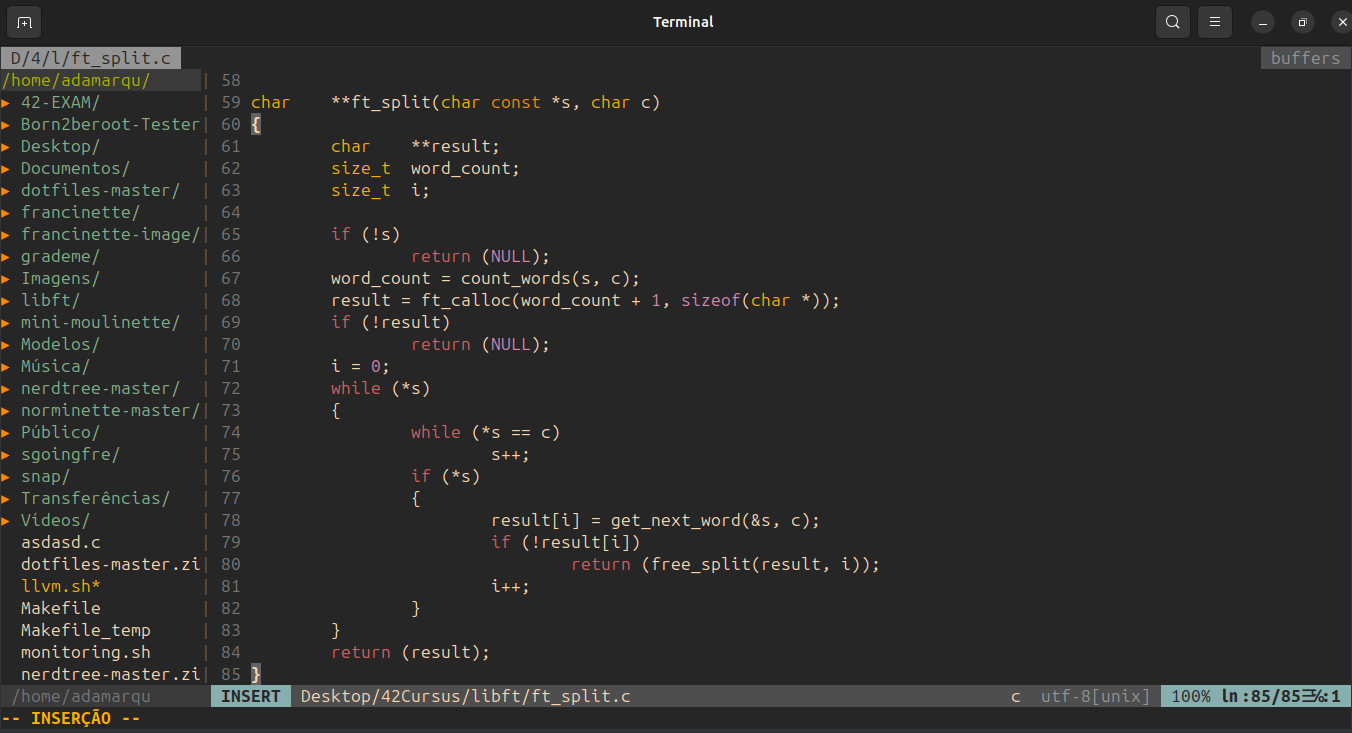 Terminal
D/4/l/ft_split.c buffers
/home/adamarqu/ | 58
▸ 42-EXAM/ | 59 char **ft_split(char const *s, char c)
▸ Born2beroot-Tester| 60 {
▸ Desktop/ | 61 char **result;
▸ Documentos/ | 62 size_t word_count;
▸ dotfiles-master/ | 63 size_t i;
▸ francinette/ | 64
▸ francinette-image/| 65 if (!s)
▸ grademe/ | 66 return (NULL);
▸ Imagens/ | 67 word_count = count_words(s, c);
▸ libft/ | 68 result = ft_calloc(word_count + 1, sizeof(char *));
▸ mini-moulinette/ | 69 if (!result)
▸ Modelos/ | 70 return (NULL);
▸ Música/ | 71 i = 0;
▸ nerdtree-master/ | 72 while (*s)
▸ norminette-master/| 73 {
▸ Público/ | 74 while (*s == c)
▸ sgoingfre/ | 75 s++;
▸ snap/ | 76 if (*s)
▸ Transferências/ | 77 {
▸ Vídeos/ | 78 result[i] = get_next_word(&s, c);
asdasd.c | 79 if (!result[i])
dotfiles-master.zi| 80 return (free_split(result, i));
llvm.sh* | 81 i++;
Makefile | 82 }
Makefile_temp | 83 }
monitoring.sh | 84 return (result);
nerdtree-master.zi| 85 }
/home/adamarqu INSERT Desktop/42Cursus/libft/ft_split.c c utf-8[unix] 100% ln:85/85☰℅:1
-- INSERÇÃO --